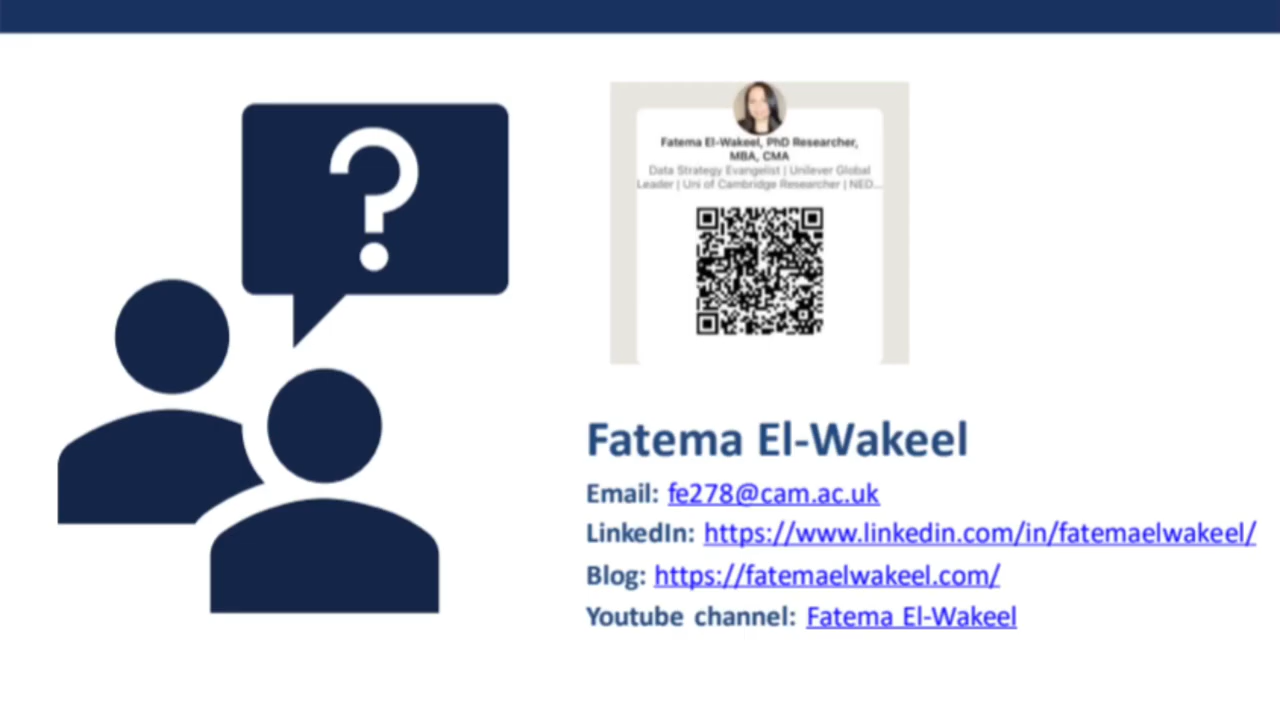 ?
Fatema El-Wakeel, PhD Researcher,
MBA, CMA
Data Strategy Evangelist | Unilever Global
Leader | Uni of Cambridge Researcher | NED...
Fatema El-Wakeel
Email: fe278@cam.ac.uk
LinkedIn: https://www.linkedin.com/in/fatemaelwakeel/
Blog: https://fatemaelwakeel.com/
Youtube channel: Fatema El-Wakeel